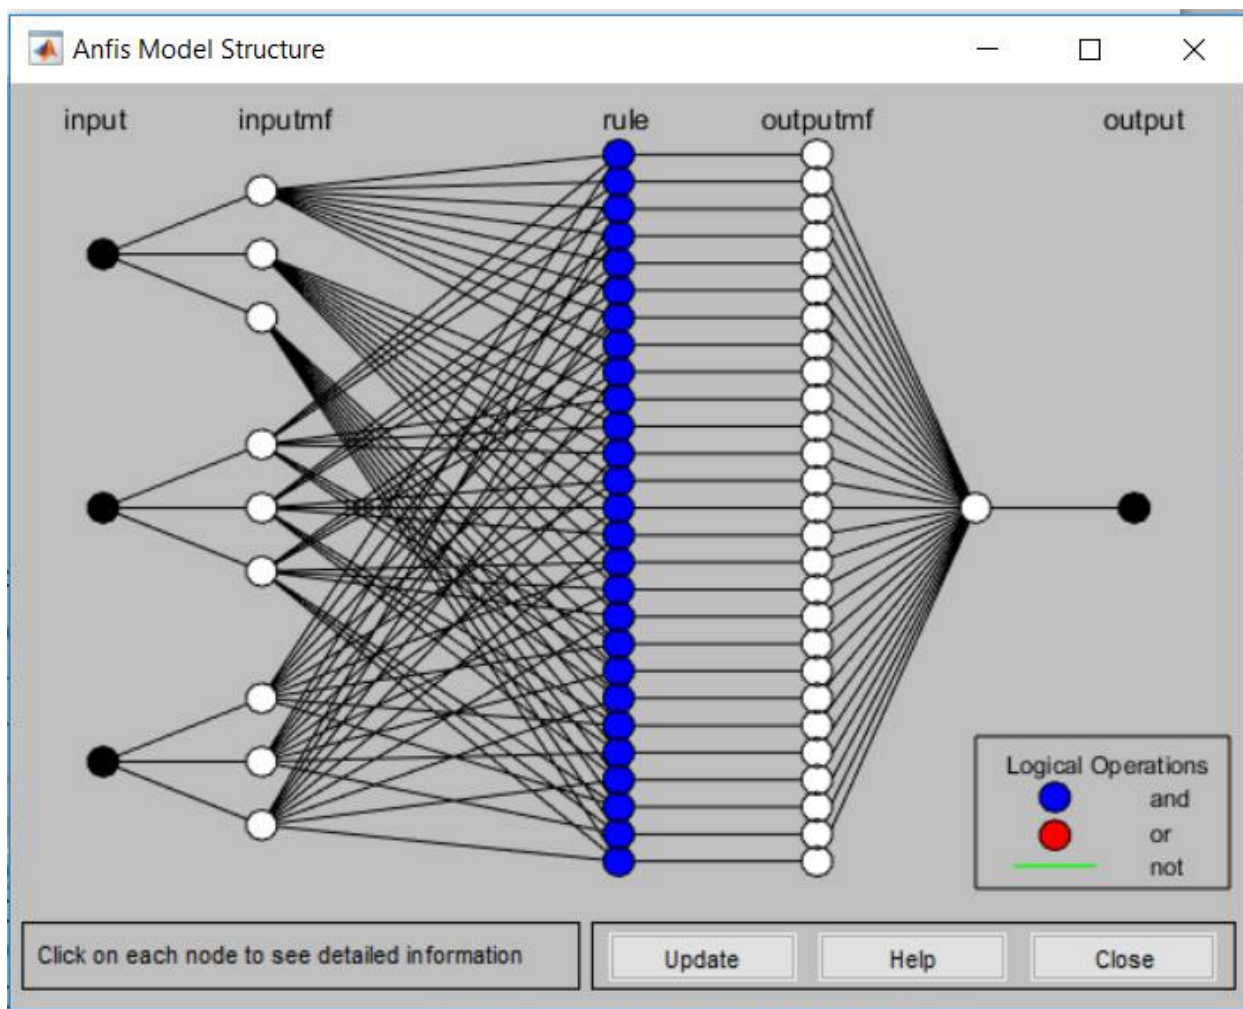 Anfis Model Structure
input inputmf rule outputmf output
Logical Operations
and
or
not
Click on each node to see detailed information
Update Help Close